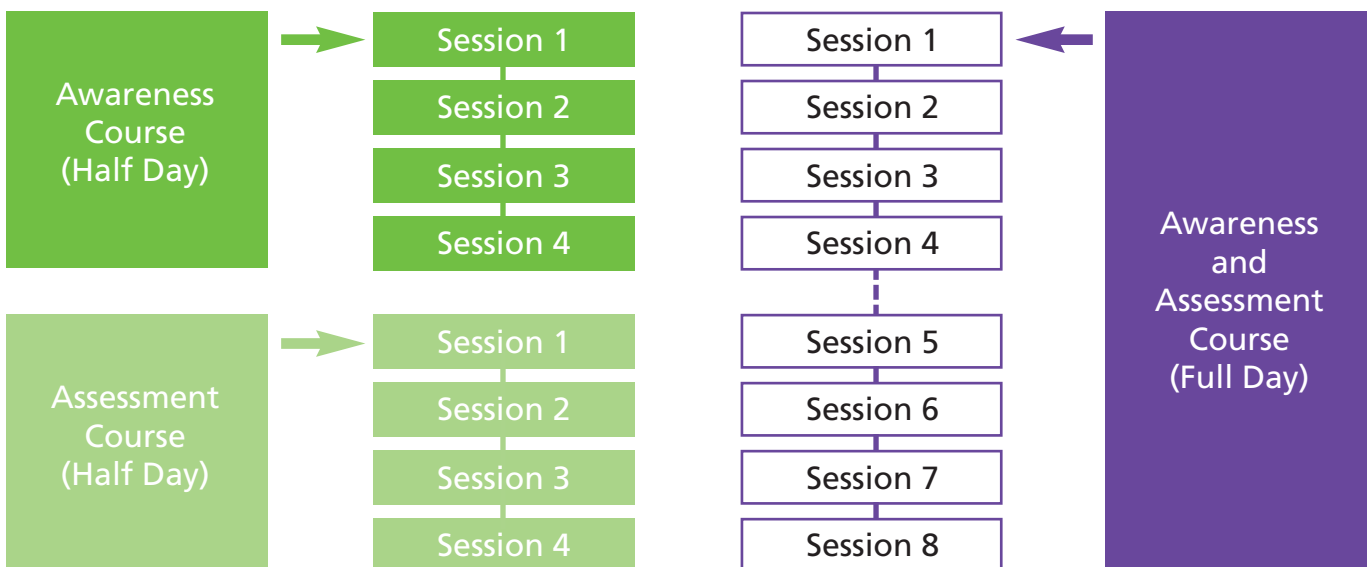 Awareness
Course
(Half Day)
Session 1
Session 2
Session 3
Session 4
Assessment
Course
(Half Day)
Session 1
Session 2
Session 3
Session 4
Session 1
Session 2
Session 3
Session 4
Session 5
Session 6
Session 7
Session 8
Awareness
and
Assessment
Course
(Full Day)